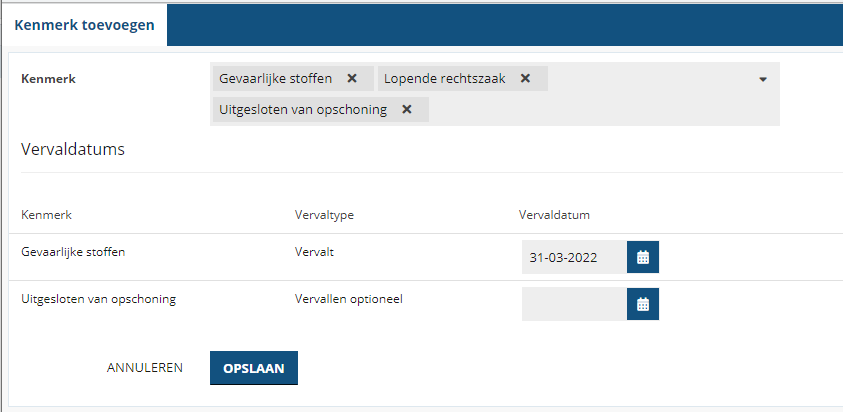 Kenmerk toevoegen
Kenmerk Gevaarlijke stoffen Lopende rechtszaak
Uitgesloten van opschoning
Vervaldatums
Kenmerk Vervaltype Vervaldatum
Gevaarlijke stoffen Vervalt 31-03-2022
Uitgesloten van opschoning Vervallen optioneel
ANNULEREN OPSLAAN